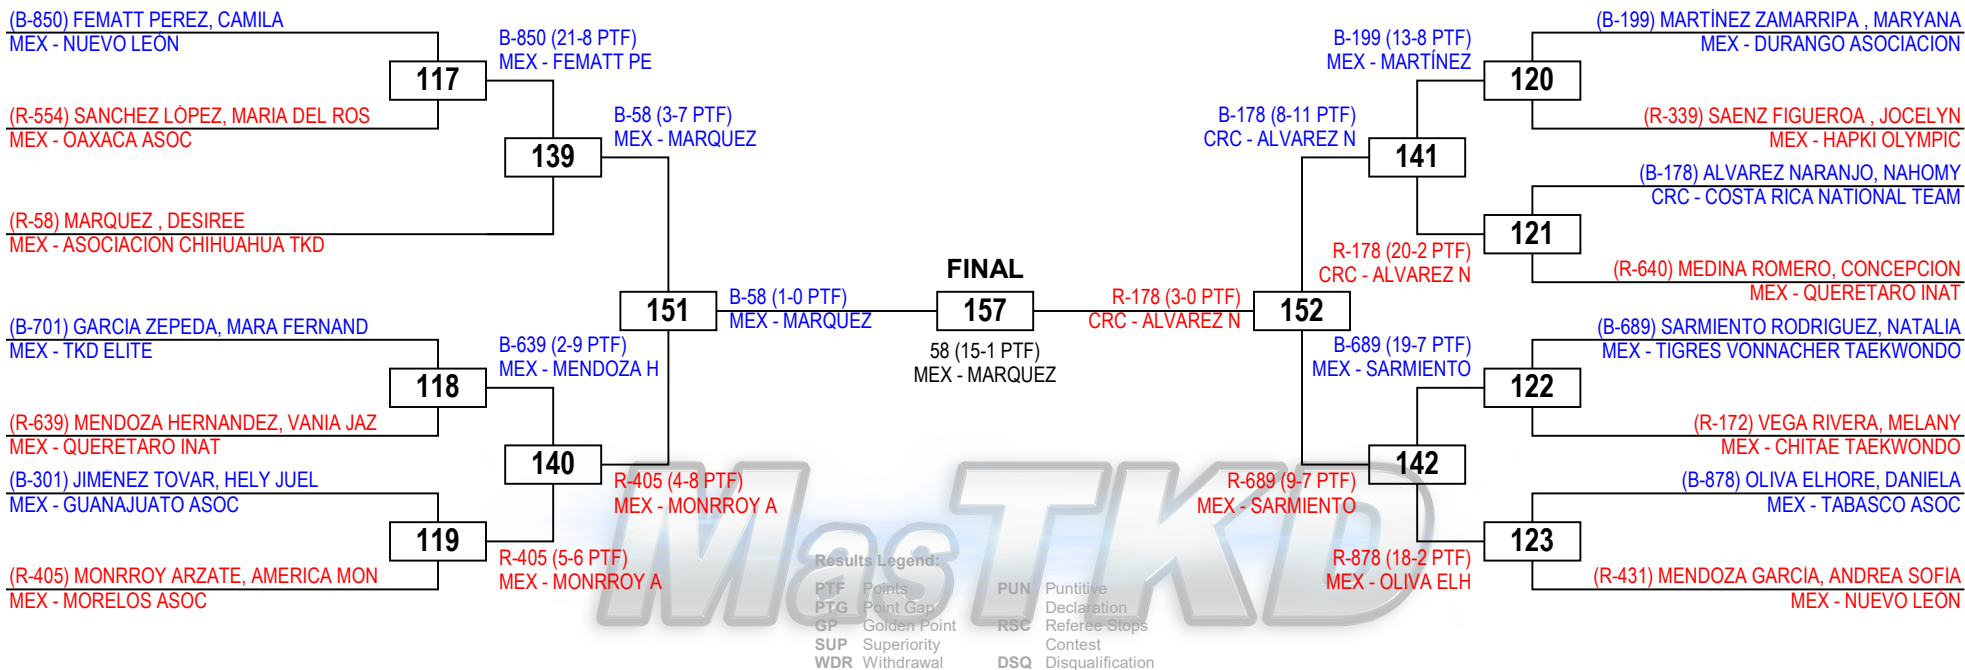 (B-850) FEMATT PEREZ, CAMILA
MEX - NUEVO LEÓN
117
(R-554) SANCHEZ LÓPEZ, MARIA DEL ROS
MEX - OAXACA ASOC
B-850 (21-8 PTF)
MEX - FEMATT PE
139
(R-58) MARQUEZ , DESIREE
MEX - ASOCIACION CHIHUAHUA TKD
B-58 (3-7 PTF)
MEX - MARQUEZ
151
(B-701) GARCIA ZEPEDA, MARA FERNAND
MEX - TKD ELITE
118
(R-639) MENDOZA HERNANDEZ, VANIA JAZ
MEX - QUERETARO INAT
B-639 (2-9 PTF)
MEX - MENDOZA H
140
(B-301) JIMÉNEZ TOVAR, HELY JUEL
MEX - GUANAJUATO ASOC
119
(R-405) MONRROY ARZATE, AMERICA MON
MEX - MORELOS ASOC
R-405 (5-6 PTF)
MEX - MONRROY A
R-405 (4-8 PTF)
MEX - MONRROY A
B-58 (1-0 PTF)
MEX - MARQUEZ
FINAL
157
58 (15-1 PTF)
MEX - MARQUEZ
R-178 (3-0 PTF)
CRC - ALVAREZ N
152
B-178 (8-11 PTF)
CRC - ALVAREZ N
141
B-199 (13-8 PTF)
MEX - MARTÍNEZ
120
(B-199) MARTÍNEZ ZAMARRIPA , MARYANA
MEX - DURANGO ASOCIACION
(R-339) SAENZ FIGUEROA , JOCELYN
MEX - HAPKI OLYMPIC
(B-178) ALVAREZ NARANJO, NAHOMY
CRC - COSTA RICA NATIONAL TEAM
121
R-178 (20-2 PTF)
CRC - ALVAREZ N
(R-640) MEDINA ROMERO, CONCEPCION
MEX - QUERETARO INAT
(B-689) SARMIENTO RODRIGUEZ, NATALIA
MEX - TIGRES VONNACHER TAEKWONDO
B-689 (19-7 PTF)
MEX - SARMIENTO
122
(R-172) VEGA RIVERA, MELANY
MEX - CHITAE TAEKWONDO
142
R-689 (9-7 PTF)
MEX - SARMIENTO
(B-878) OLIVA ELHORE, DANIELA
MEX - TABASCO ASOC
123
R-878 (18-2 PTF)
MEX - OLIVA ELH
(R-431) MENDOZA GARCIA, ANDREA SOFIA
MEX - NUEVO LEÓN
MasTKD
Results Legend:
PTF Points
PTG Point Gap
GP Golden Point
SUP Superiority
WDR Withdrawal
PUN Puntitive
Declaration
RSC Referee Stops
Contest
DSQ Disqualification